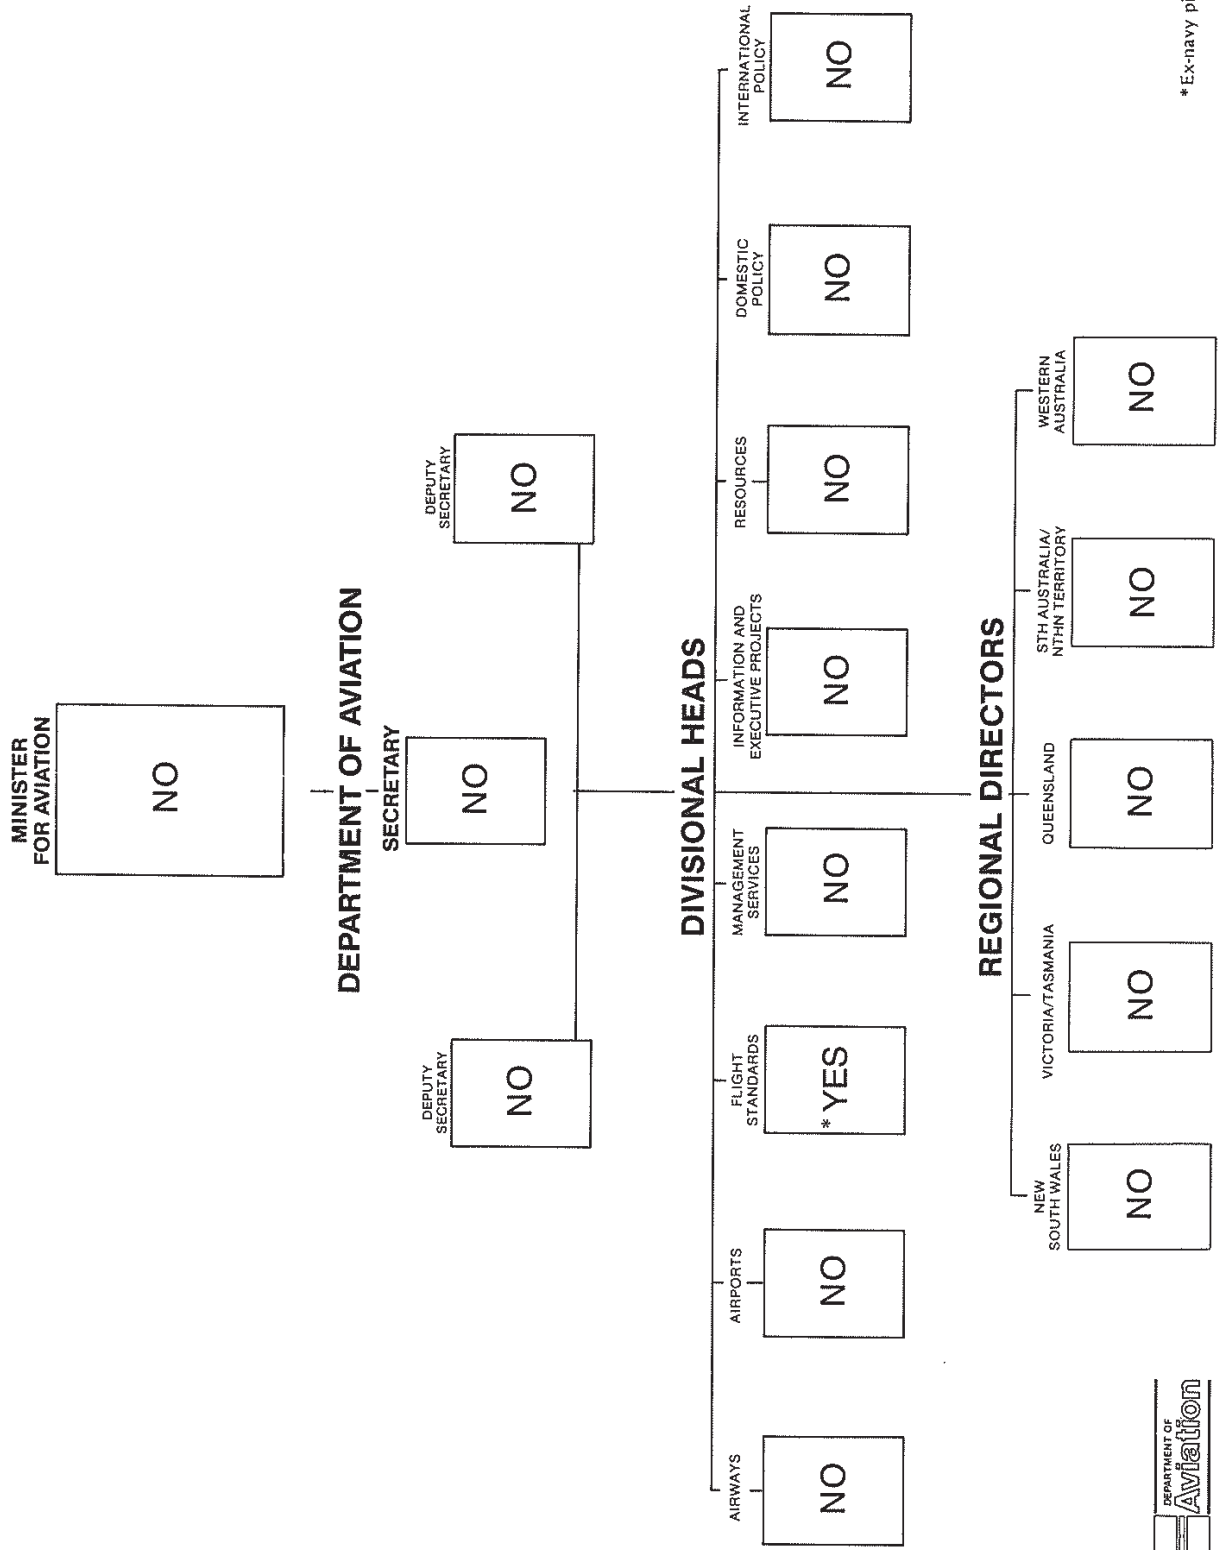 MINISTER
FOR AVIATION
NO
DEPARTMENT OF AVIATION
SECRETARY
NO
DEPUTY
SECRETARY
NO
DEPUTY
SECRETARY
NO
DIVISIONAL HEADS
AIRWAYS
NO
AIRPORTS
NO
FLIGHT
STANDARDS
*YES
MANAGEMENT
SERVICES
NO
INFORMATION AND
EXECUTIVE PROJECTS
NO
RESOURCES
NO
DOMESTIC
POLICY
NO
INTERNATIONAL
POLICY
NO
REGIONAL DIRECTORS
NEW
SOUTH WALES
NO
VICTORIA/TASMANIA
NO
QUEENSLAND
NO
STH AUSTRALIA/
NTHN TERRITORY
NO
WESTERN
AUSTRALIA
NO
DEPARTMENT OF
Aviation
*Ex-navy